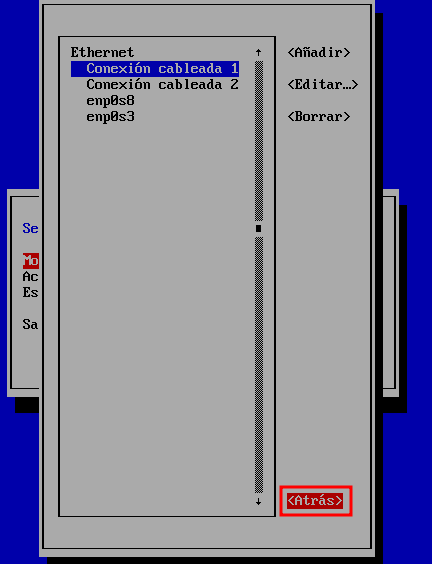 Ethernet
Conexión cableada 1
Conexión cableada 2
enp0s8
enp0s3
<Añadir>
<Editar…>
<Borrar>
<Atrás>
Se
Mo
Ac
Es
Sa